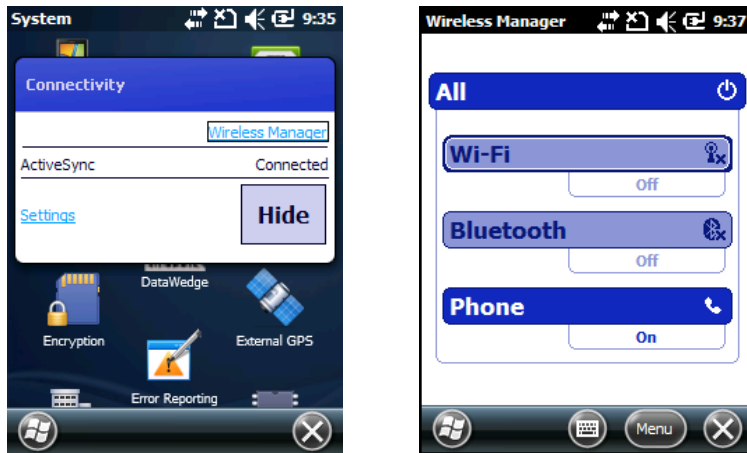 System 9:35
Connectivity
Wireless Manager
ActiveSync Connected
Settings Hide
DataWedge
Encryption External GPS
Error Reporting
Wireless Manager 9:37
All
Wi-Fi
Off
Bluetooth
Off
Phone
On
Menu